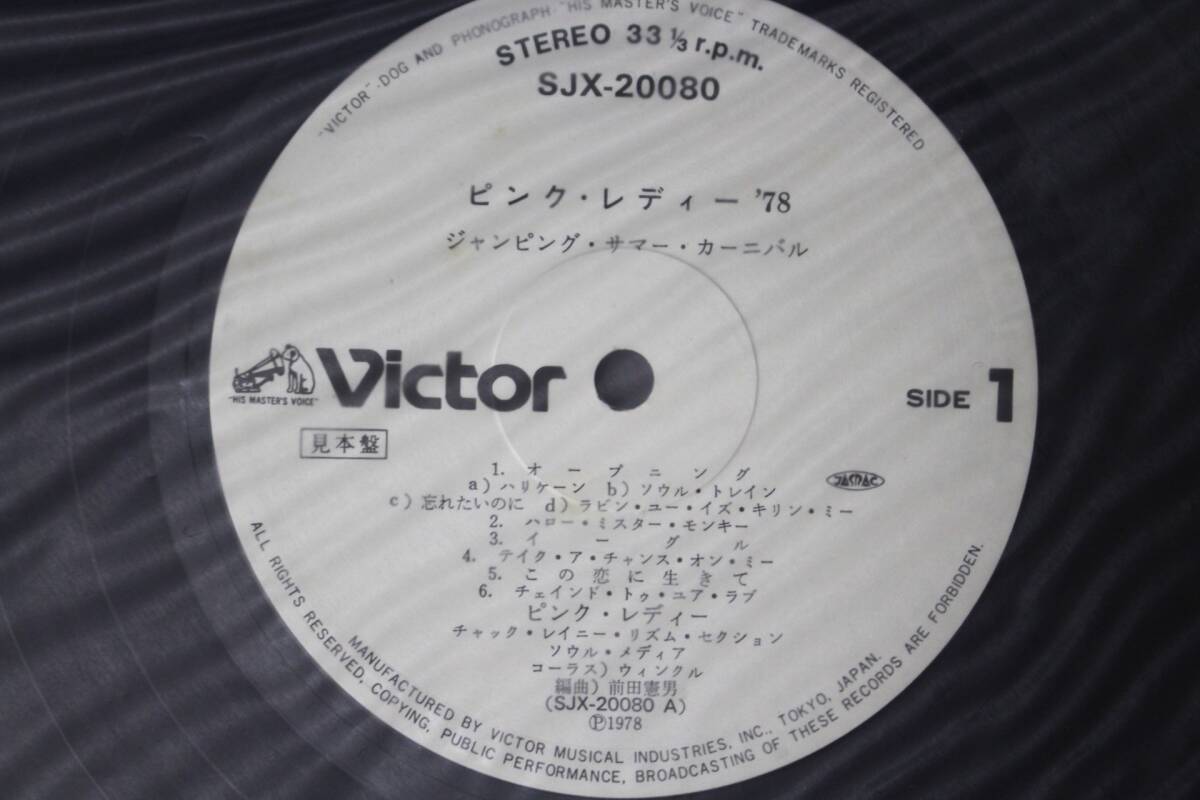 "VICTOR"·DOG AND PHONOGRAPH·"HIS MASTER'S VOICE" TRADEMARKS REGISTERED
STEREO 33⅓ r.p.m.
SJX-20080
ピンク・レディー '78
ジャンピング・サマー・カーニバル
"HIS MASTER'S VOICE"
Victor
SIDE 1
見本盤
1. オープニング
a)ハリケーン b)ソウル・トレイン
c)忘れたいのに d)ラビン・ユー・イズ・キリン・ミー
2. ハロー・ミスター・モンキー
3. イーグル
4. テイク・ア・チャンス・オン・ミー
5. この恋に生きて
6. チェインド・トゥ・ユア・ラブ
ピンク・レディー
チャック・レイニー・リズム・セクション
ソウル・メディア
コーラス)ウィンクル
編曲)前田憲男
(SJX-20080 A)
Ⓟ1978
MANUFACTURED BY VICTOR MUSICAL INDUSTRIES, INC., TOKYO, JAPAN.
ALL RIGHTS RESERVED, COPYING, PUBLIC PERFORMANCE, BROADCASTING OF THESE RECORDS ARE FORBIDDEN.